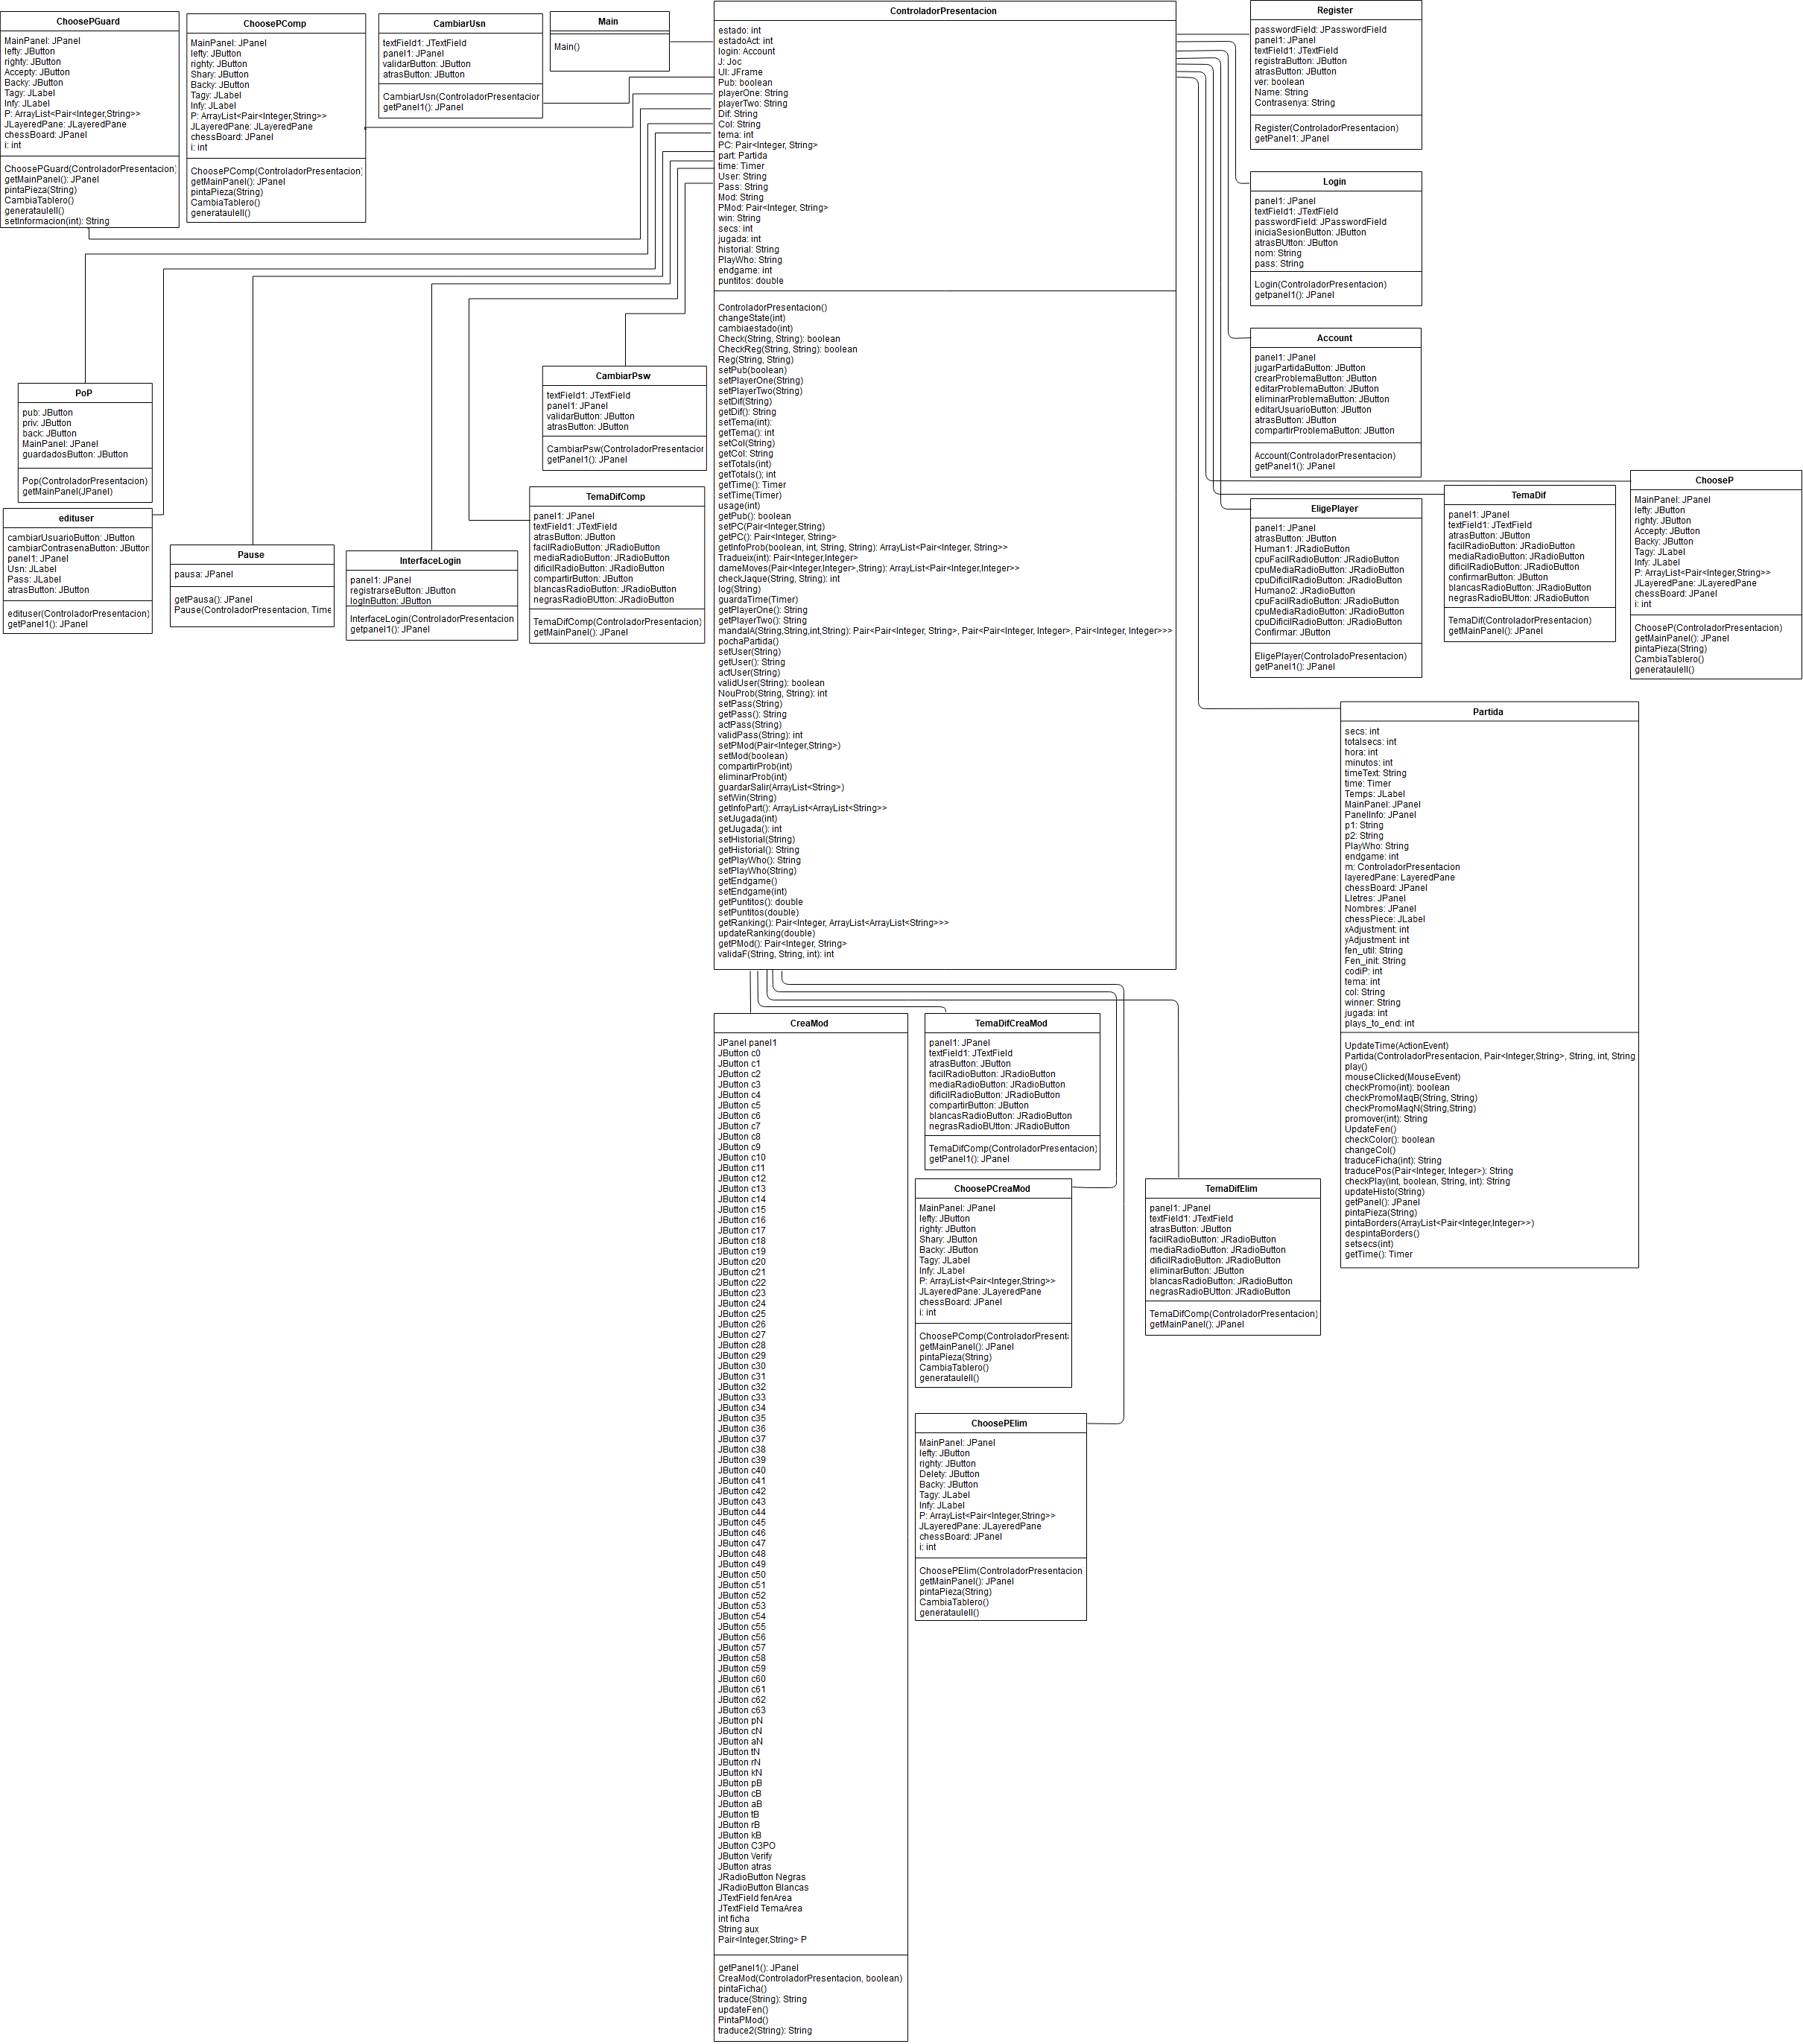 ChoosePGuard
MainPanel: JPanel
lefty: JButton
righty: JButton
Accepty: JButton
Backy: JButton
Tagy: JLabel
Infy: JLabel
P: ArrayList<Pair<Integer,String>>
JLayeredPane: JLayeredPane
chessBoard: JPanel
i: int
ChoosePGuard(ControladorPresentacion)
getMainPanel(): JPanel
pintaPieza(String)
CambiaTablero()
generataulell()
setInformacion(int): String
ChoosePComp
MainPanel: JPanel
lefty: JButton
righty: JButton
Shary: JButton
Backy: JButton
Tagy: JLabel
Infy: JLabel
P: ArrayList<Pair<Integer,String>>
JLayeredPane: JLayeredPane
chessBoard: JPanel
i: int
ChoosePComp(ControladorPresentacion)
getMainPanel(): JPanel
pintaPieza(String)
CambiaTablero()
generataulell()
CambiarUsn
textField1: JTextField
panel1: JPanel
validarButton: JButton
atrasButton: JButton
CambiarUsn(ControladorPresentacion
getPanel1(): JPanel
Main
Main()
ControladorPresentacion
estado: int
estadoAct: int
login: Account
J: Joc
UI: JFrame
Pub: boolean
playerOne: String
playerTwo: String
Dif: String
Col: String
tema: int
PC: Pair<Integer, String>
part: Partida
time: Timer
User: String
Pass: String
Mod: String
PMod: Pair<Integer, String>
win: String
secs: int
jugada: int
historial: String
PlayWho: String
endgame: int
puntitos: double
ControladorPresentacion()
changeState(int)
cambiaestado(int)
Check(String, String): boolean
CheckReg(String, String): boolean
Reg(String, String)
setPub(boolean)
setPlayerOne(String)
setPlayerTwo(String)
setDif(String)
getDif(): String
setTema(int):
getTema(): int
setCol(String)
getCol: String
setTotals(int)
getTotals(); int
getTime(): Timer
setTime(Timer)
usage(int)
getPub(): boolean
setPC(Pair<Integer,String)
getPC(): Pair<Integer, String>
getInfoProb(boolean, int, String, String): ArrayList<Pair<Integer, String>>
Tradueix(int): Pair<Integer,Integer>
dameMoves(Pair<Integer,Integer>,String): ArrayList<Pair<Integer,Integer>>
checkJaque(String, String): int
log(String)
guardaTime(Timer)
getPlayerOne(): String
getPlayerTwo(): String
mandaIA(String,String,int,String): Pair<Pair<Integer, String>, Pair<Pair<Integer, Integer>, Pair<Integer, Integer>>>
pochaPartida()
setUser(String)
getUser(): String
actUser(String)
validUser(String): boolean
NouProb(String, String): int
setPass(String)
getPass(): String
actPass(String)
validPass(String): int
setPMod(Pair<Integer,String>)
setMod(boolean)
compartirProb(int)
eliminarProb(int)
guardarSalir(ArrayList<String>)
setWin(String)
getInfoPart(): ArrayList<ArrayList<String>>
setJugada(int)
getJugada(): int
setHistorial(String)
getHistorial(): String
getPlayWho(): String
setPlayWho(String)
getEndgame()
setEndgame(int)
getPuntitos(): double
setPuntitos(double)
getRanking(): Pair<Integer, ArrayList<ArrayList<String>>>
updateRanking(double)
getPMod(): Pair<Integer, String>
validaF(String, String, int): int
Register
passwordField: JPasswordField
panel1: JPanel
textField1: JTextField
registraButton: JButton
atrasButton: JButton
ver: boolean
Name: String
Contrasenya: String
Register(ControladorPresentacion)
getPanel1: JPanel
Login
panel1: JPanel
textField1: JTextField
passwordField: JPasswordField
iniciaSesionButton: JButton
atrasBUtton: JButton
nom: String
pass: String
Login(ControladorPresentacion)
getpanel1(): JPanel
Account
panel1: JPanel
jugarPartidaButton: JButton
crearProblemaButton: JButton
editarProblemaButton: JButton
eliminarProblemaButton: JButton
editarUsuarioButton: JButton
atrasButton: JButton
compartirProblemaButton: JButton
Account(ControladorPresentacion)
getPanel1(): JPanel
PoP
pub: JButton
priv: JButton
back: JButton
MainPanel: JPanel
guardadosButton: JButton
Pop(ControladorPresentacion)
getMainPanel(JPanel)
edituser
cambiarUsuarioButton: JButton
cambiarContrasenaButton: JButton
panel1: JPanel
Usn: JLabel
Pass: JLabel
atrasButton: JButton
edituser(ControladorPresentacion)
getPanel1(): JPanel
Pause
pausa: JPanel
getPausa(): JPanel
Pause(ControladorPresentacion, Time
InterfaceLogin
panel1: JPanel
registrarseButton: JButton
logInButton: JButton
InterfaceLogin(ControladorPresentacion
getpanel1(): JPanel
CambiarPsw
textField1: JTextField
panel1: JPanel
validarButton: JButton
atrasButton: JButton
CambiarPsw(ControladorPresentacion
getPanel1(): JPanel
TemaDifComp
panel1: JPanel
textField1: JTextField
atrasButton: JButton
facilRadioButton: JRadioButton
mediaRadioButton: JRadioButton
dificilRadioButton: JRadioButton
compartirButton: JButton
blancasRadioButton: JRadioButton
negrasRadioBUtton: JRadioButton
TemaDifComp(ControladorPresentacion)
getMainPanel(): JPanel
EligePlayer
panel1: JPanel
atrasButton: JButton
Human1: JRadioButton
cpuFacilRadioButton: JRadioButton
cpuMediaRadioButton: JRadioButton
cpuDificilRadioButton: JRadioButton
Human02: JRadioButton
cpuFacilRadioButton: JRadioButton
cpuMediaRadioButton: JRadioButton
cpuDificilRadioButton: JRadioButton
Confirmar: JButton
EligePlayer(ControladoPresentacion)
getPanel1(): JPanel
TemaDif
panel1: JPanel
textField1: JTextField
atrasButton: JButton
facilRadioButton: JRadioButton
mediaRadioButton: JRadioButton
dificilRadioButton: JRadioButton
confirmarButton: JButton
blancasRadioButton: JRadioButton
negrasRadioBUtton: JRadioButton
TemaDif(ControladorPresentacion)
getMainPanel(): JPanel
ChooseP
MainPanel: JPanel
lefty: JButton
righty: JButton
Accepty: JButton
Backy: JButton
Tagy: JLabel
Infy: JLabel
P: ArrayList<Pair<Integer,String>>
JLayeredPane: JLayeredPane
chessBoard: JPanel
i: int
ChooseP(ControladorPresentacion)
getMainPanel(): JPanel
pintaPieza(String)
CambiaTablero()
generataulell()
Partida
secs: int
totalsecs: int
hora: int
minutos: int
timeText: String
time: Timer
Temps: JLabel
MainPanel: JPanel
PanelInfo: JPanel
p1: String
p2: String
PlayWho: String
endgame: int
m: ControladorPresentacion
layeredPane: LayeredPane
chessBoard: JPanel
Lletres: JPanel
Nombres: JPanel
chessPiece: JLabel
xAdjustment: int
yAdjustment: int
fen_util: String
Fen_init: String
codiP: int
tema: int
col: String
winner: String
jugada: int
plays_to_end: int
UpdateTime(ActionEvent)
Partida(ControladorPresentacion, Pair<Integer,String>, String, int, String
play()
mouseClicked(MouseEvent)
checkPromo(int): boolean
checkPromoMaqB(String, String)
checkPromoMaqN(String,String)
promover(int): String
UpdateFen()
checkColor(): boolean
changeCol()
traduceFicha(int): String
traducePos(Pair<Integer, Integer>): String
checkPlay(int, boolean, String, int): String
updateHisto(String)
getPanel(): JPanel
pintaPieza(String)
pintaBorders(ArrayList<Pair<Integer,Integer>>)
despintaBorders()
setsecs(int)
getTime(): Timer
CreaMod
JPanel panel1
JButton c0
JButton c1
JButton c2
JButton c3
JButton c4
JButton c5
JButton c6
JButton c7
JButton c8
JButton c9
JButton c10
JButton c11
JButton c12
JButton c13
JButton c14
JButton c15
JButton c16
JButton c17
JButton c18
JButton c19
JButton c20
JButton c21
JButton c22
JButton c23
JButton c24
JButton c25
JButton c26
JButton c27
JButton c28
JButton c29
JButton c30
JButton c31
JButton c32
JButton c33
JButton c34
JButton c35
JButton c36
JButton c37
JButton c38
JButton c39
JButton c40
JButton c41
JButton c42
JButton c43
JButton c44
JButton c45
JButton c46
JButton c47
JButton c48
JButton c49
JButton c50
JButton c51
JButton c52
JButton c53
JButton c54
JButton c55
JButton c56
JButton c57
JButton c58
JButton c59
JButton c60
JButton c61
JButton c62
JButton c63
JButton pN
JButton cN
JButton aN
JButton tN
JButton rN
JButton kN
JButton pB
JButton cB
JButton aB
JButton tB
JButton rB
JButton kB
JButton C3PO
JButton Verify
JButton atras
JRadioButton Negras
JRadioButton Blancas
JTextField fenArea
JTextField TemaArea
int ficha
String aux
Pair<Integer,String> P
getPanel1(): JPanel
CreaMod(ControladorPresentacion, boolean)
pintaFicha()
traduce(String): String
updateFen()
PintaPMod()
traduce2(String): String
TemaDifCreaMod
panel1: JPanel
textField1: JTextField
atrasButton: JButton
facilRadioButton: JRadioButton
mediaRadioButton: JRadioButton
dificilRadioButton: JRadioButton
compartirButton: JButton
blancasRadioButton: JRadioButton
negrasRadioBUtton: JRadioButton
TemaDifComp(ControladorPresentacion)
getPanel1(): JPanel
ChoosePCreaMod
MainPanel: JPanel
lefty: JButton
righty: JButton
Shary: JButton
Backy: JButton
Tagy: JLabel
Infy: JLabel
P: ArrayList<Pair<Integer,String>>
JLayeredPane: JLayeredPane
chessBoard: JPanel
i: int
ChoosePComp(ControladorPresent
getMainPanel(): JPanel
pintaPieza(String)
CambiaTablero()
generataulell()
TemaDifElim
panel1: JPanel
textField1: JTextField
atrasButton: JButton
facilRadioButton: JRadioButton
mediaRadioButton: JRadioButton
dificilRadioButton: JRadioButton
eliminarButton: JButton
blancasRadioButton: JRadioButton
negrasRadioBUtton: JRadioButton
TemaDifComp(ControladorPresentacion)
getMainPanel(): JPanel
ChoosePElim
MainPanel: JPanel
lefty: JButton
righty: JButton
Delety: JButton
Backy: JButton
Tagy: JLabel
Infy: JLabel
P: ArrayList<Pair<Integer,String>>
JLayeredPane: JLayeredPane
chessBoard: JPanel
i: int
ChoosePElim(ControladorPresentacion
getMainPanel(): JPanel
pintaPieza(String)
CambiaTablero()
generataulell()